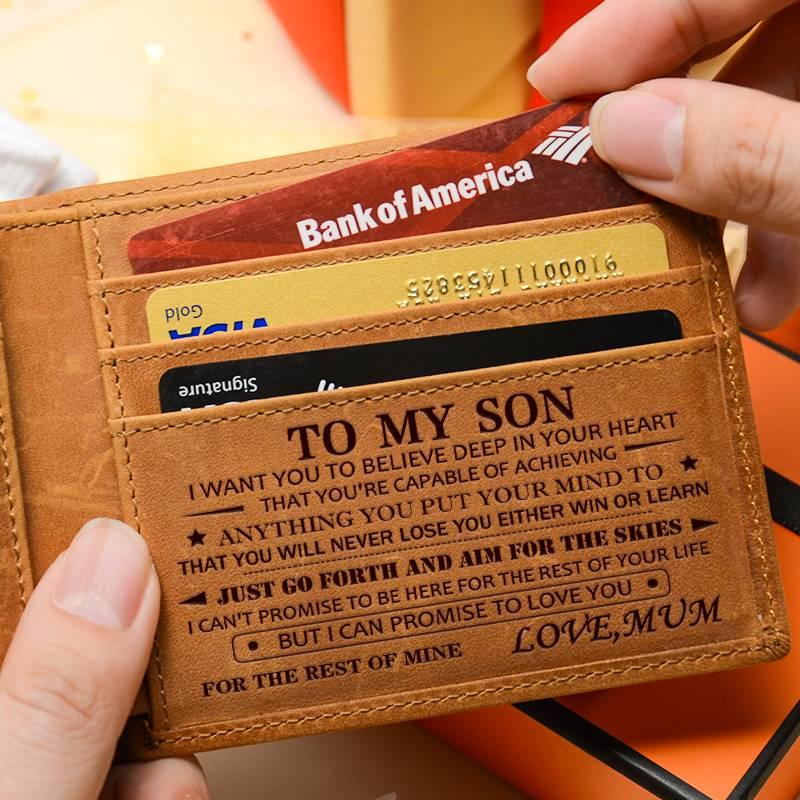 Bank of America
Gold
VISA
Signature
TO MY SON
I WANT YOU TO BELIEVE DEEP IN YOUR HEART
THAT YOU'RE CAPABLE OF ACHIEVING
ANYTHING YOU PUT YOUR MIND TO
THAT YOU WILL NEVER LOSE YOU EITHER WIN OR LEARN
JUST GO FORTH AND AIM FOR THE SKIES
I CAN'T PROMISE TO BE HERE FOR THE REST OF YOUR LIFE
BUT I CAN PROMISE TO LOVE YOU
FOR THE REST OF MINE
LOVE,MUM